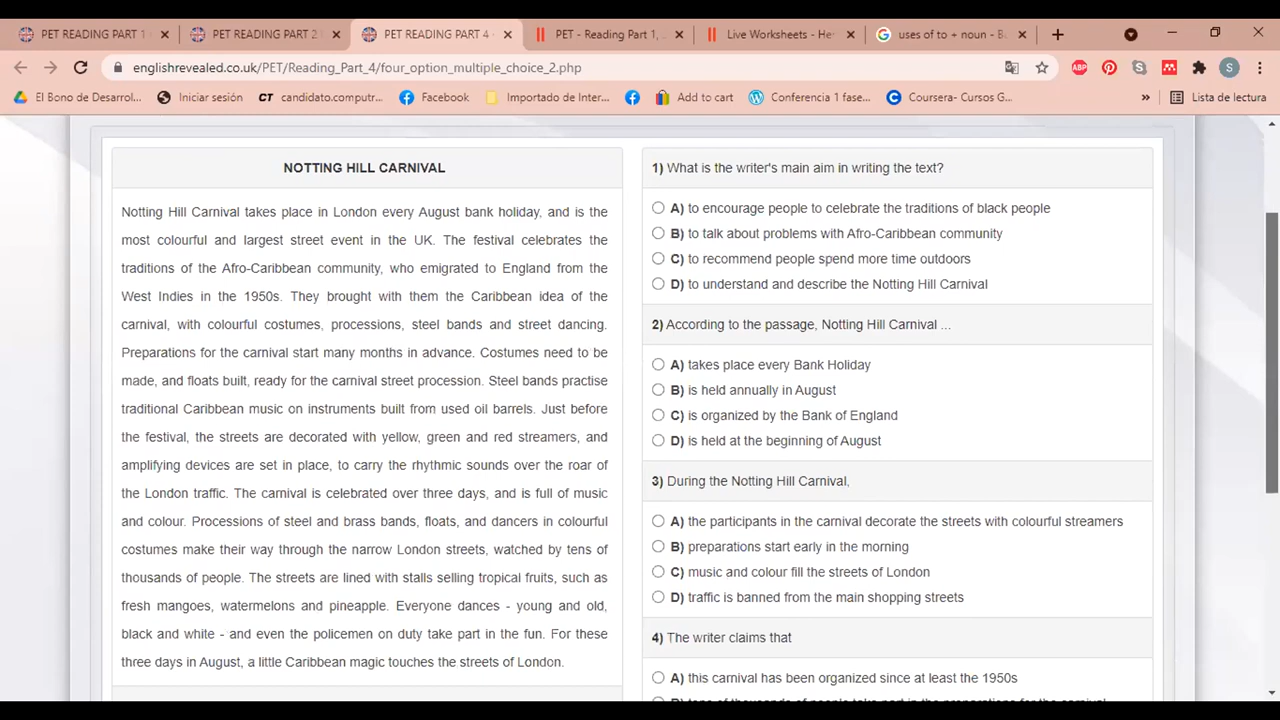 PET READING PART 1
PET READING PART 2
PET READING PART 4
PET - Reading Part 1,
Live Worksheets - He
uses of to + noun - B
englishrevealed.co.uk/PET/Reading_Part_4/four_option_multiple_choice_2.php
ABP
S
El Bono de Desarrol...
Iniciar sesión
CT candidato.computr...
Facebook
Importado de Inter...
Add to cart
Conferencia 1 fase...
Coursera- Cursos G...
»
Lista de lectura
NOTTING HILL CARNIVAL
Notting Hill Carnival takes place in London every August bank holiday, and is the
most colourful and largest street event in the UK. The festival celebrates the
traditions of the Afro-Caribbean community, who emigrated to England from the
West Indies in the 1950s. They brought with them the Caribbean idea of the
carnival, with colourful costumes, processions, steel bands and street dancing.
Preparations for the carnival start many months in advance. Costumes need to be
made, and floats built, ready for the carnival street procession. Steel bands practise
traditional Caribbean music on instruments built from used oil barrels. Just before
the festival, the streets are decorated with yellow, green and red streamers, and
amplifying devices are set in place, to carry the rhythmic sounds over the roar of
the London traffic. The carnival is celebrated over three days, and is full of music
and colour. Processions of steel and brass bands, floats, and dancers in colourful
costumes make their way through the narrow London streets, watched by tens of
thousands of people. The streets are lined with stalls selling tropical fruits, such as
fresh mangoes, watermelons and pineapple. Everyone dances - young and old,
black and white - and even the policemen on duty take part in the fun. For these
three days in August, a little Caribbean magic touches the streets of London.
1) What is the writer's main aim in writing the text?
A) to encourage people to celebrate the traditions of black people
B) to talk about problems with Afro-Caribbean community
C) to recommend people spend more time outdoors
D) to understand and describe the Notting Hill Carnival
2) According to the passage, Notting Hill Carnival ...
A) takes place every Bank Holiday
B) is held annually in August
C) is organized by the Bank of England
D) is held at the beginning of August
3) During the Notting Hill Carnival,
A) the participants in the carnival decorate the streets with colourful streamers
B) preparations start early in the morning
C) music and colour fill the streets of London
D) traffic is banned from the main shopping streets
4) The writer claims that
A) this carnival has been organized since at least the 1950s
B) tens of thousands of people take part in the preparations for the carnival